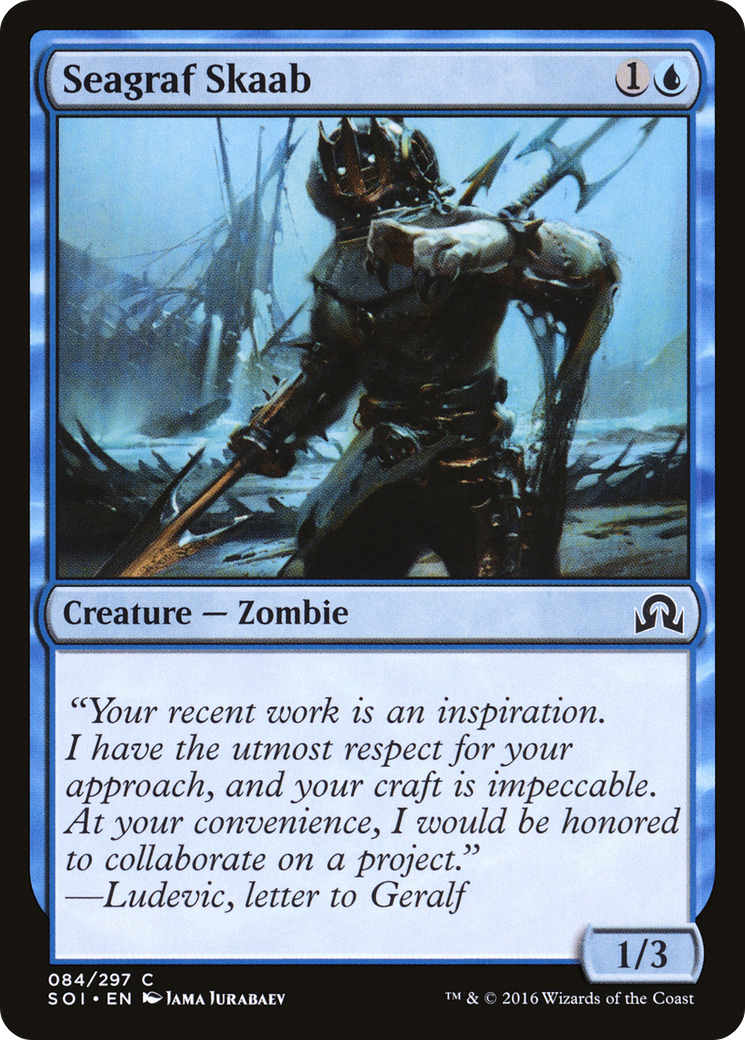 Seagraf Skaab 1
Creature — Zombie
“Your recent work is an inspiration.
I have the utmost respect for your
approach, and your craft is impeccable.
At your convenience, I would be honored
to collaborate on a project.”
—Ludevic, letter to Geralf
1/3
084/297 C
SOI • EN Jama Jurabaev
™ & © 2016 Wizards of the Coast